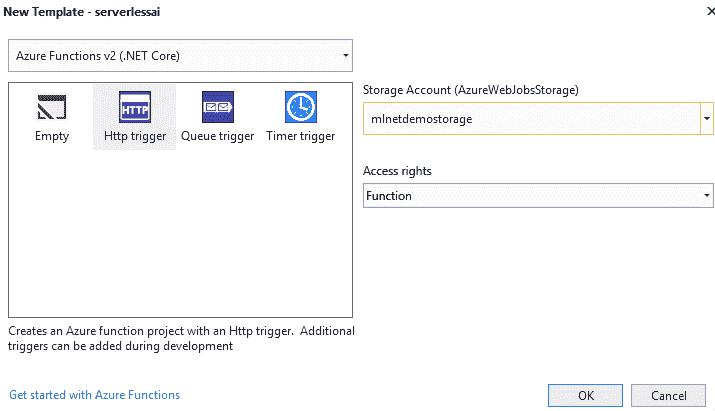 New Template - serverlessai
Azure Functions v2 (.NET Core)
Empty
HTTP
Http trigger
Queue trigger
Timer trigger
Storage Account (AzureWebJobsStorage)
mlnetdemostorage
Access rights
Function
Creates an Azure function project with an Http trigger.  Additional
triggers can be added during development
Get started with Azure Functions
OK
Cancel